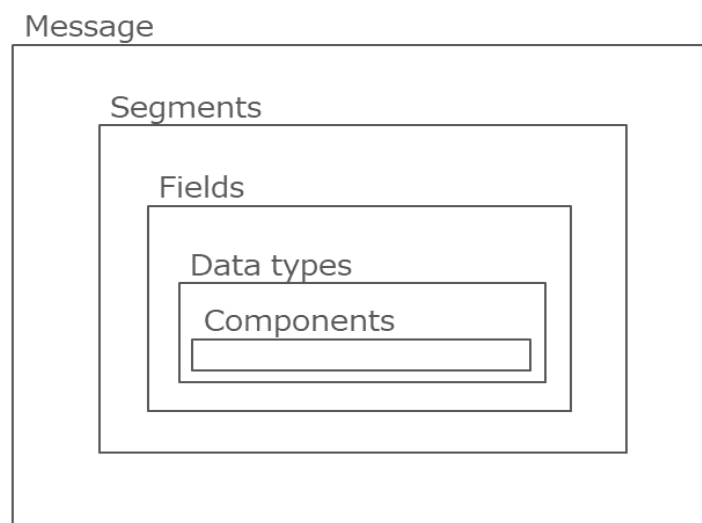 Message
Segments
Fields
Data types
Components